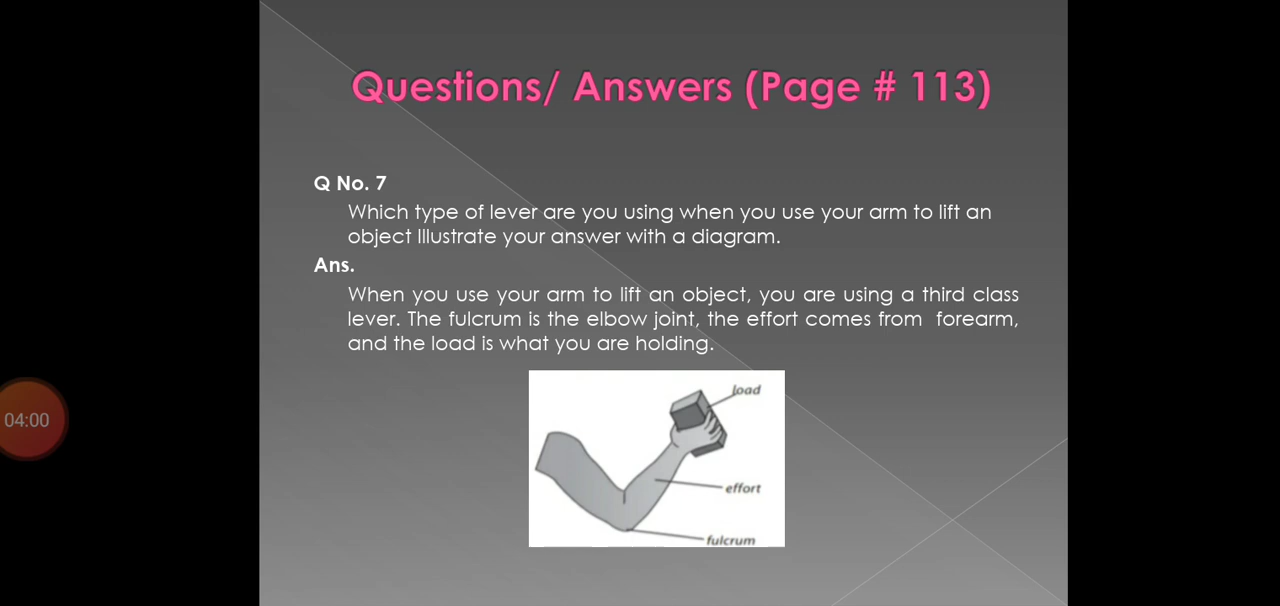 Questions/ Answers (Page # 113)
Q No. 7
Which type of lever are you using when you use your arm to lift an
object Illustrate your answer with a diagram.
Ans.
When you use your arm to lift an object, you are using a third class
lever. The fulcrum is the elbow joint, the effort comes from forearm,
and the load is what you are holding.
load
04:00
effort
fulcrum